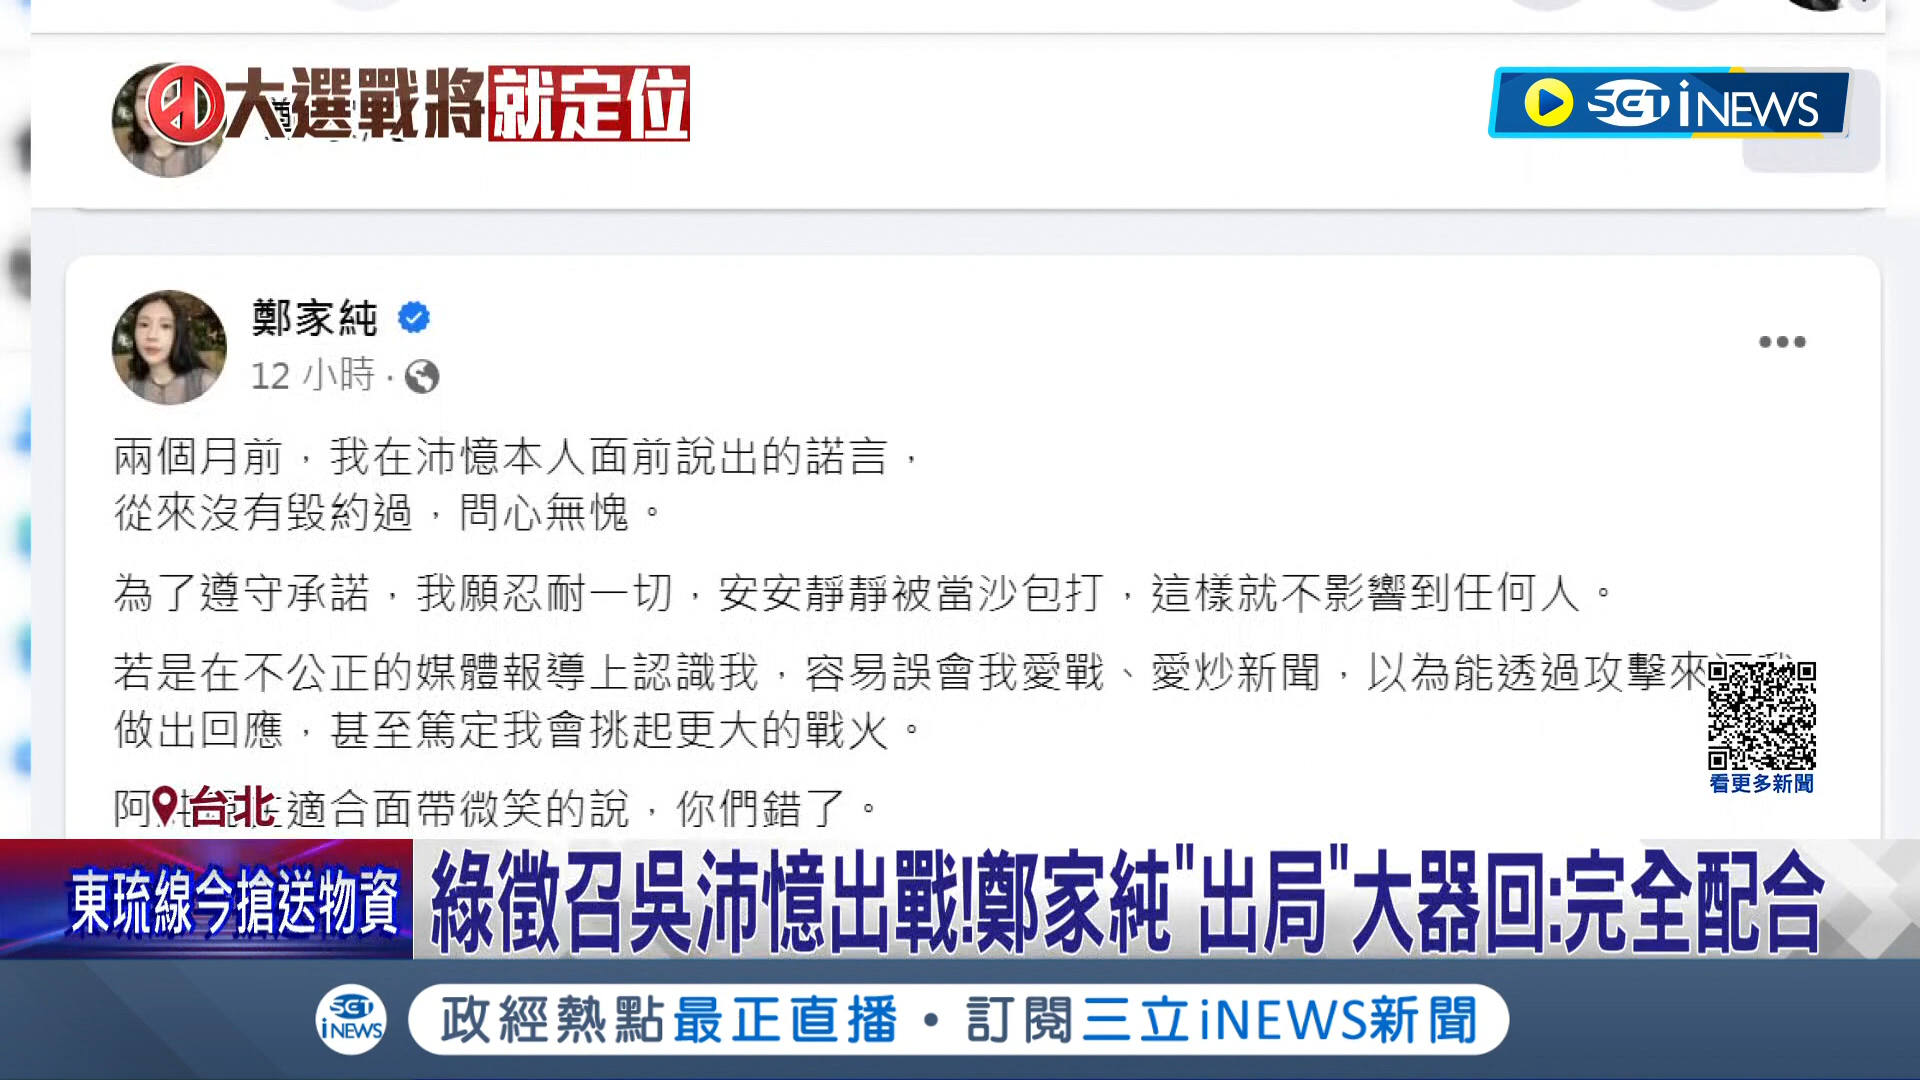 大選戰將就定位
SETiNEWS
鄭家純
12 小時 ·
兩個月前，我在沛憶本人面前說出的諾言，
從來沒有毀約過，問心無愧。
為了遵守承諾，我願忍耐一切，安安靜靜被當沙包打，這樣就不影響到任何人。
若是在不公正的媒體報導上認識我，容易誤會我愛戰、愛炒新聞，以為能透過攻擊來
做出回應，甚至篤定我會挑起更大的戰火。
看更多新聞
阿 適合面帶微笑的說，你們錯了。
台北
東琉線今搶送物資
綠徵召吳沛憶出戰!鄭家純"出局"大器回:完全配合
SET iNEWS
政經熱點最正直播・訂閱三立iNEWS新聞